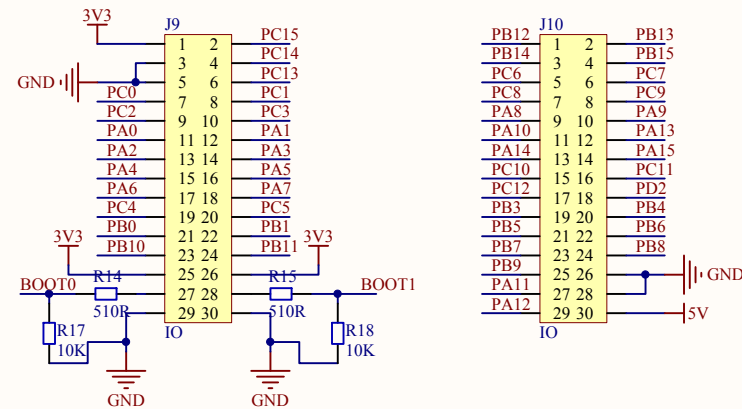 3V3 J9 J10
1 2 PC15 PB12 1 2 PB13
3 4 PC14 PB14 3 4 PB15
GND 5 6 PC13 PC6 5 6 PC7
PC0 7 8 PC1 PC8 7 8 PC9
PC2 9 10 PC3 PA8 9 10 PA9
PA0 11 12 PA1 PA10 11 12 PA13
PA2 13 14 PA3 PA14 13 14 PA15
PA4 15 16 PA5 PC10 15 16 PC11
PA6 17 18 PA7 PC12 17 18 PD2
PC4 19 20 PC5 PB3 19 20 PB4
PB0 21 22 PB1 PB5 21 22 PB6
PB10 23 24 PB11 PB7 23 24 PB8
3V3 25 26 3V3 PB9 25 26 GND
BOOT0 R14 27 28 R15 BOOT1 PA11 27 28
510R 29 30 510R PA12 29 30 5V
R17 IO R18 IO
10K 10K
GND GND